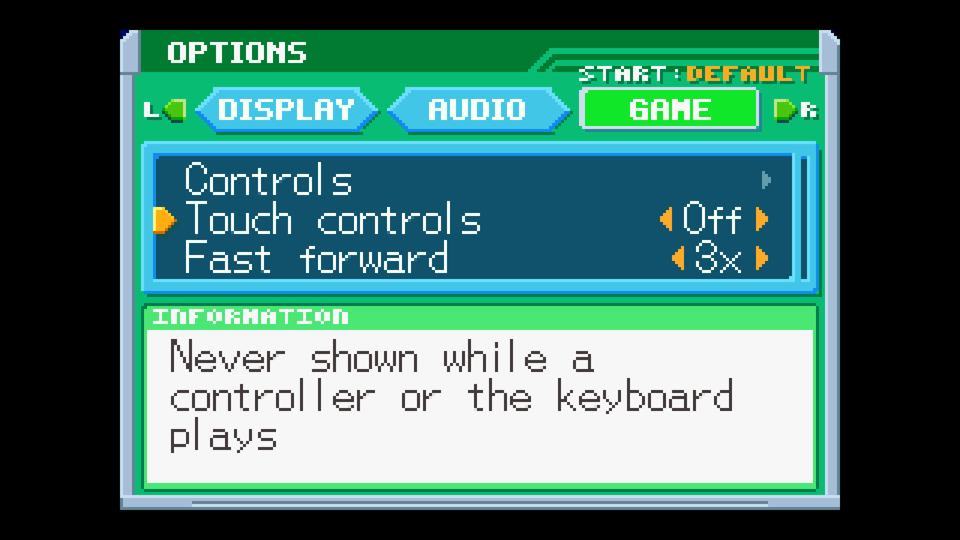 OPTIONS
START:DEFAULT
L DISPLAY AUDIO GAME R
Controls
Touch controls Off
Fast forward 3x
INFORMATION
Never shown while a
controller or the keyboard
plays